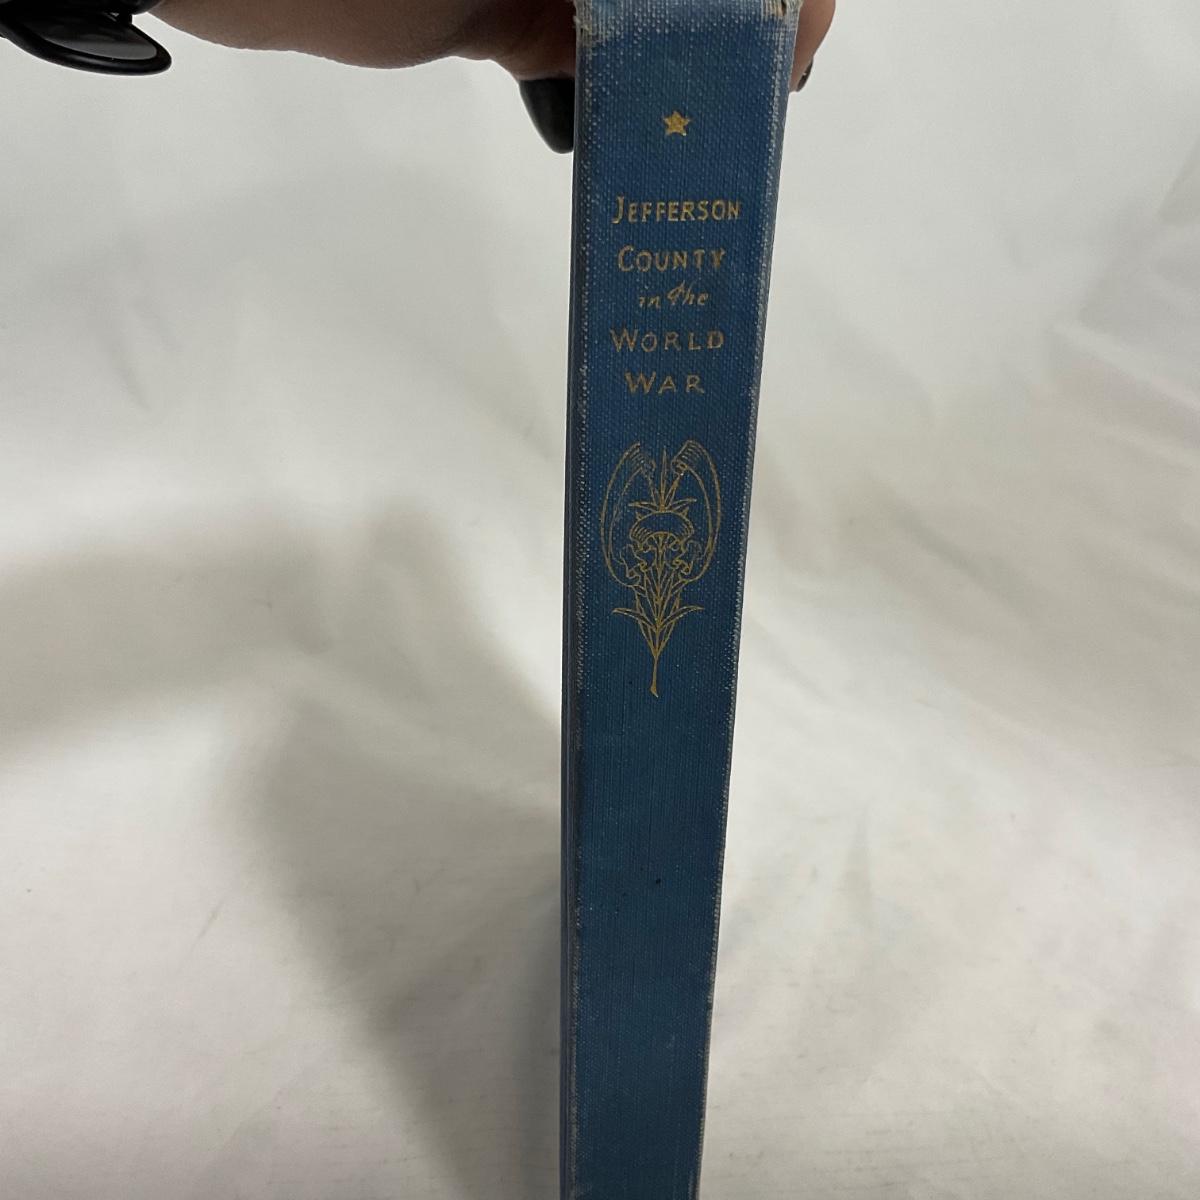 JEFFERSON
COUNTY
in the
WORLD
WAR